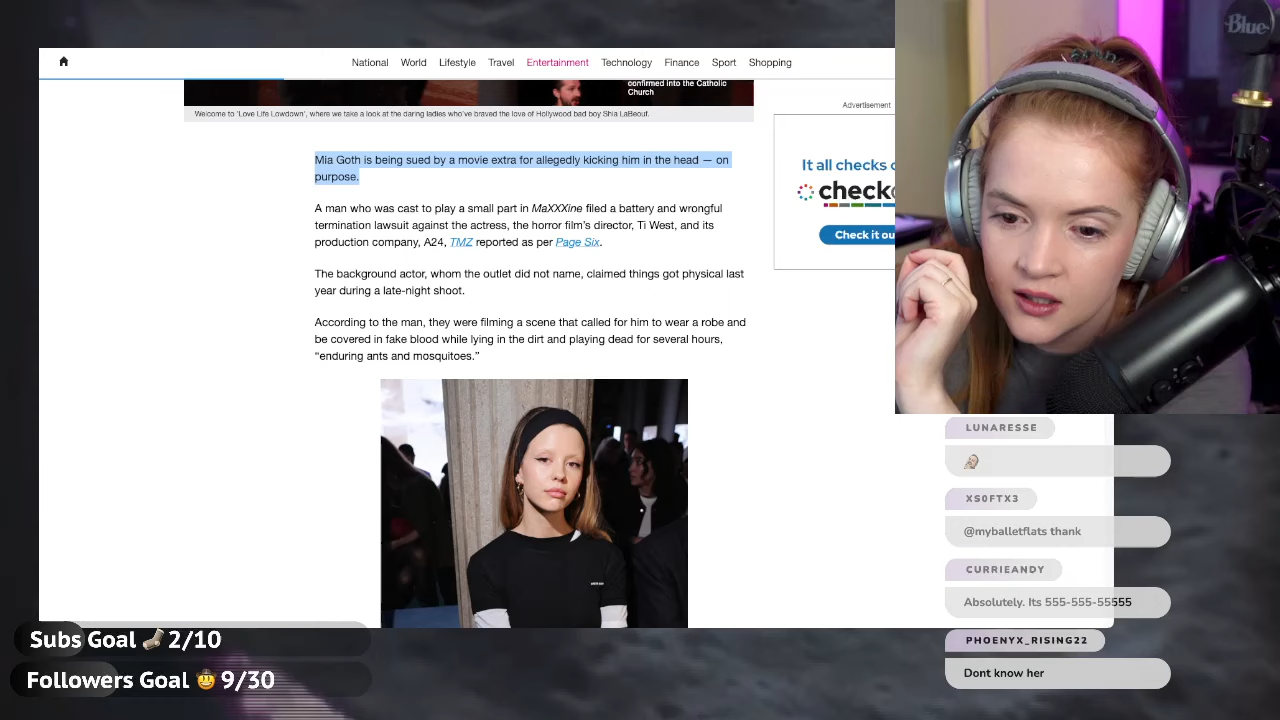 National World Lifestyle Travel Entertainment Technology Finance Sport Shopping
confirmed into the Catholic
Church
Welcome to 'Love Life Lowdown', where we take a look at the daring ladies who've braved the love of Hollywood bad boy Shia LaBeouf.
Advertisement
Mia Goth is being sued by a movie extra for allegedly kicking him in the head — on
purpose.
A man who was cast to play a small part in MaXXXine filed a battery and wrongful
termination lawsuit against the actress, the horror film's director, Ti West, and its
production company, A24, TMZ reported as per Page Six.
The background actor, whom the outlet did not name, claimed things got physical last
year during a late-night shoot.
According to the man, they were filming a scene that called for him to wear a robe and
be covered in fake blood while lying in the dirt and playing dead for several hours,
"enduring ants and mosquitoes."
It all checks
check
Check it ou
Blue
LUNARESSE
XS0FTX3
@myballetflats thank
CURRIEANDY
Absolutely. Its 555-555-55555
PHOENYX_RISING22
Dont know her
Subs Goal 2/10
Followers Goal 9/30